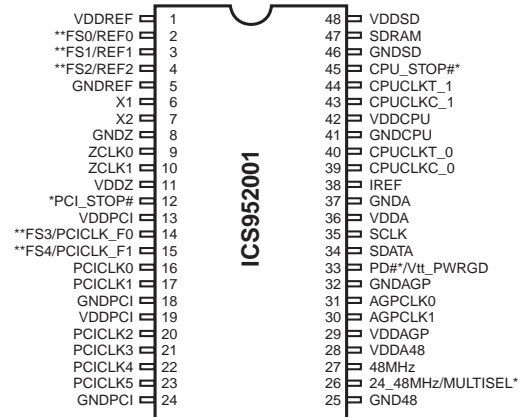 VDDREF 1 48 VDDSD
**FS0/REF0 2 47 SDRAM
**FS1/REF1 3 46 GNDSD
**FS2/REF2 4 45 CPU_STOP#*
GNDREF 5 44 CPUCLKT_1
X1 6 43 CPUCLKC_1
X2 7 42 VDDCPU
GNDZ 8 41 GNDCPU
ZCLK0 9 40 CPUCLKT_0
ZCLK1 10 39 CPUCLKC_0
VDDZ 11 38 IREF
*PCI_STOP# 12 37 GNDA
VDDPCI 13 36 VDDA
**FS3/PCICLK_F0 14 35 SCLK
**FS4/PCICLK_F1 15 34 SDATA
PCICLK0 16 33 PD#*/Vtt_PWRGD
PCICLK1 17 32 GNDAGP
GNDPCI 18 31 AGPCLK0
VDDPCI 19 30 AGPCLK1
PCICLK2 20 29 VDDAGP
PCICLK3 21 28 VDDA48
PCICLK4 22 27 48MHz
PCICLK5 23 26 24_48MHz/MULTISEL*
GNDPCI 24 25 GND48
ICS952001